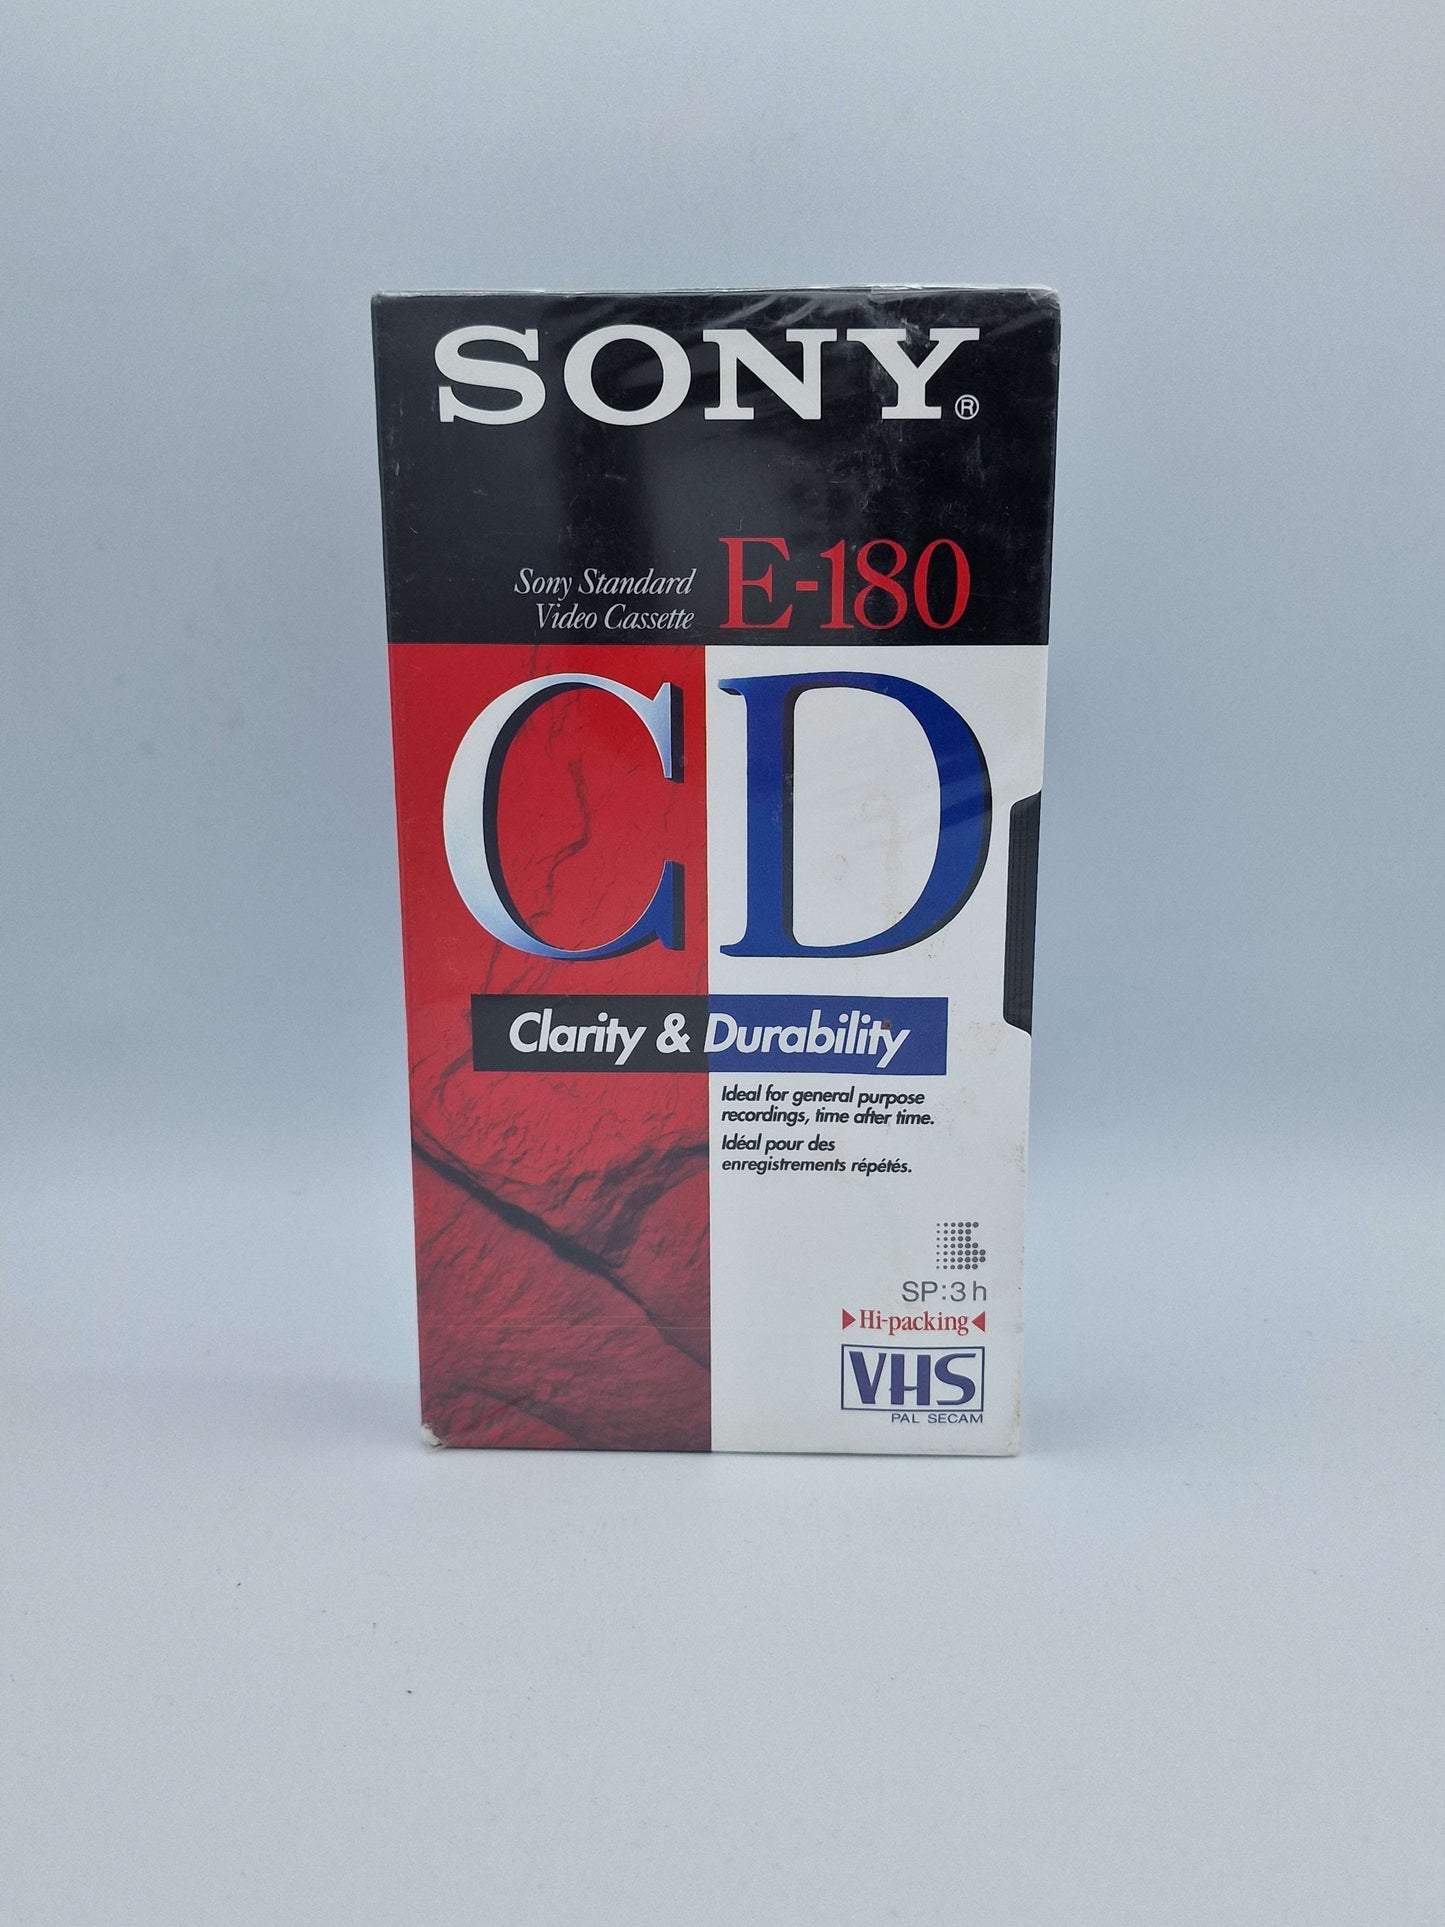 SONY®
Sony Standard
Video Cassette
E-180
CD
Clarity & Durability
Ideal for general purpose
recordings, time after time.
Idéal pour des
enregistrements répétés.
SP:3h
Hi-packing
VHS
PAL SECAM